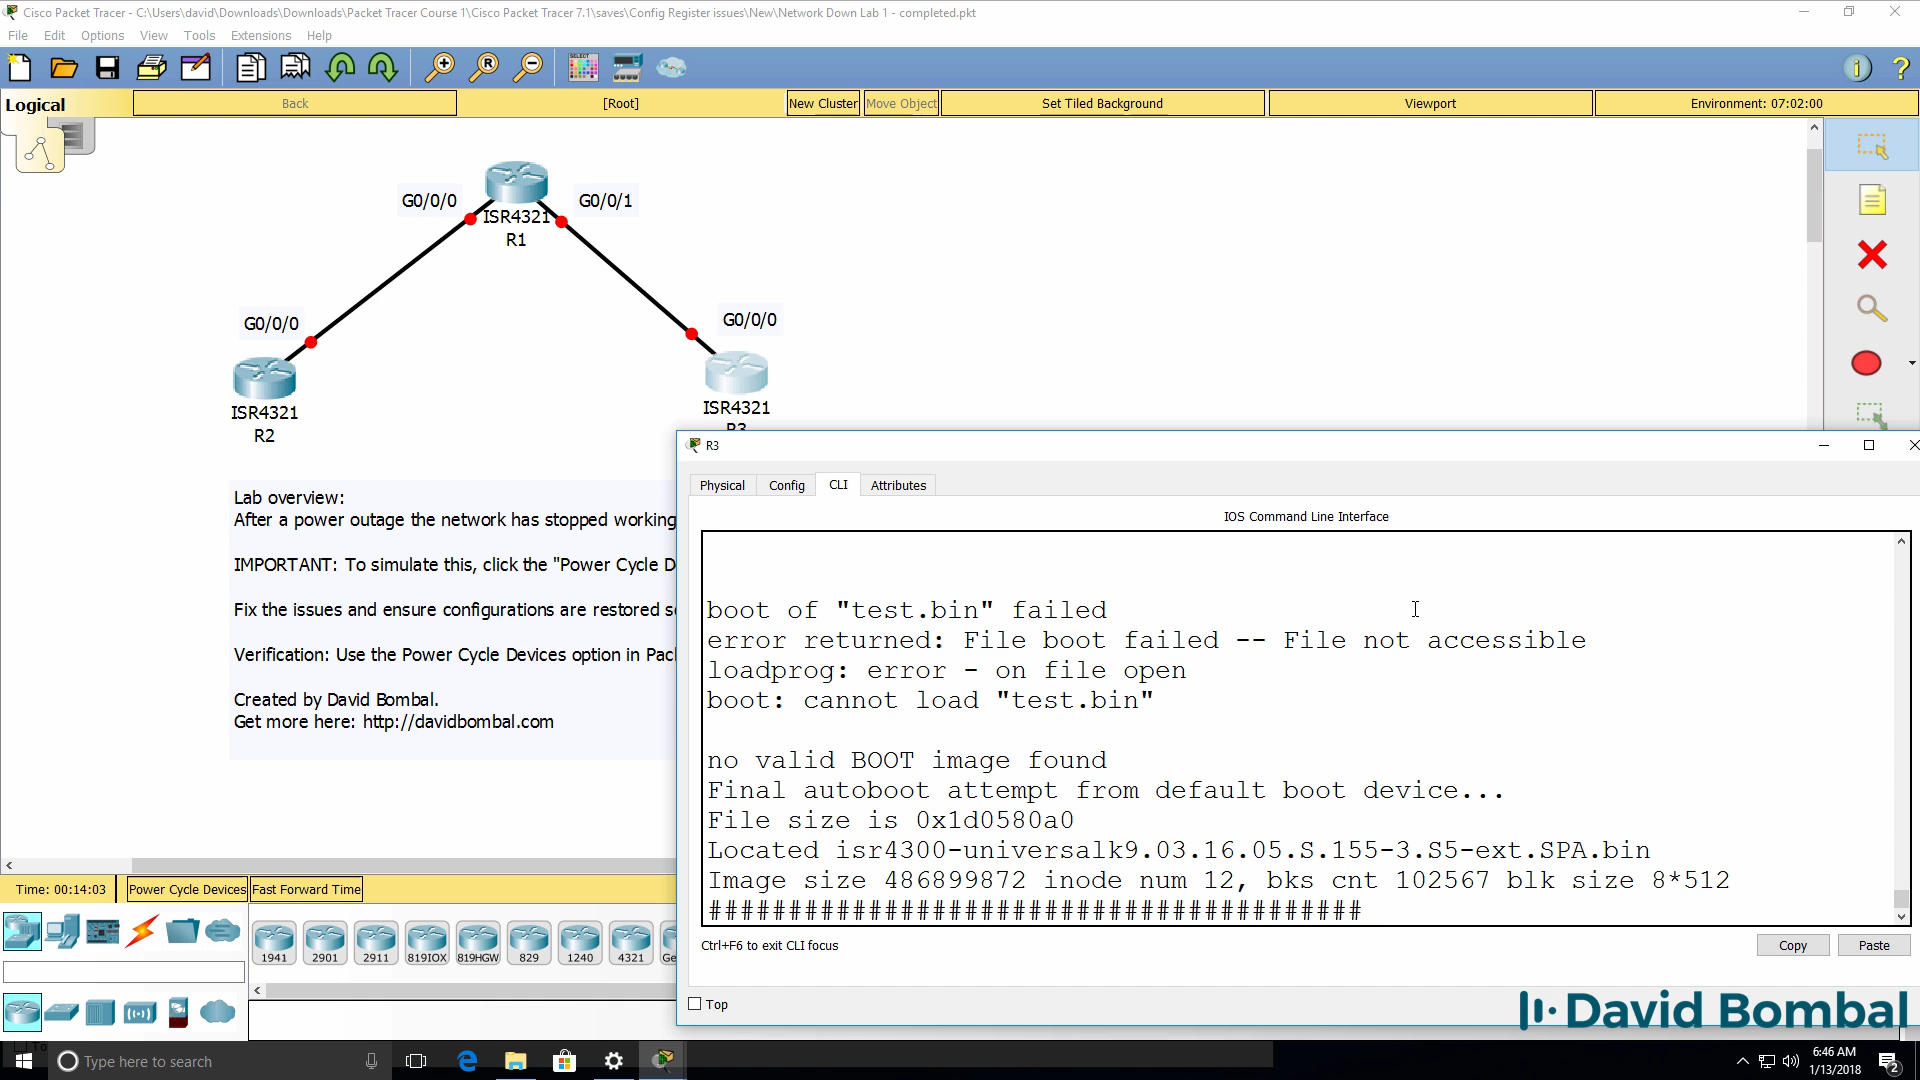 Cisco Packet Tracer - C:\Users\david\Downloads\Downloads\Packet Tracer Course 1\Cisco Packet Tracer 7.1\saves\Config Register issues\New\Network Down Lab 1 - completed.pkt
File Edit Options View Tools Extensions Help
Logical
Back
[Root]
New Cluster
Move Object
Set Tiled Background
Viewport
Environment: 07:02:00
G0/0/0
G0/0/1
ISR4321
R1
G0/0/0
G0/0/0
ISR4321
R2
ISR4321
R3
Lab overview:
After a power outage the network has stopped working
IMPORTANT: To simulate this, click the "Power Cycle D
Fix the issues and ensure configurations are restored
Verification: Use the Power Cycle Devices option in
Created by David Bombal.
Get more here: http://davidbombal.com
R3
Physical
Config
CLI
Attributes
IOS Command Line Interface
boot of "test.bin" failed
error returned: File boot failed -- File not accessible
loadprog: error - on file open
boot: cannot load "test.bin"
no valid BOOT image found
Final autoboot attempt from default boot device...
File size is 0x1d0580a0
Located isr4300-universalk9.03.16.05.S.155-3.S5-ext.SPA.bin
Image size 486899872 inode num 12, bks cnt 102567 blk size 8*512
#########################################
Ctrl+F6 to exit CLI focus
Copy
Paste
Top
Time: 00:14:03
Power Cycle Devices
Fast Forward Time
1941 2901 2911 819IOX 819HGW 829 1240 4321
David Bombal
Type here to search
6:46 AM
1/13/2018
2